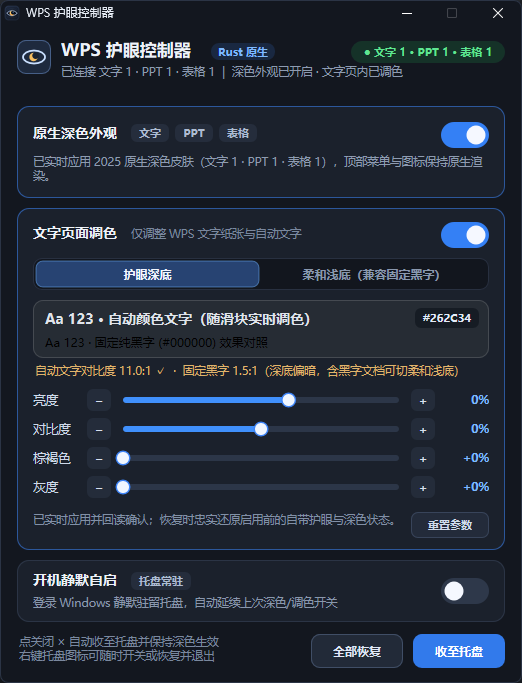 WPS 护眼控制器
WPS 护眼控制器 Rust 原生 • 文字 1 · PPT 1 · 表格 1
已连接 文字 1 · PPT 1 · 表格 1 | 深色外观已开启 · 文字页内已调色
原生深色外观 文字 PPT 表格
已实时应用 2025 原生深色皮肤（文字 1 · PPT 1 · 表格 1），顶部菜单与图标保持原生渲
染。
文字页面调色 仅调整 WPS 文字纸张与自动文字
护眼深底 柔和浅底（兼容固定黑字）
Aa 123 • 自动颜色文字（随滑块实时调色） #262C34
Aa 123 · 固定纯黑字 (#000000) 效果对照
自动文字对比度 11.0:1 ✓ · 固定黑字 1.5:1（深底偏暗，含黑字文档可切柔和浅底）
亮度 − + 0%
对比度 − + 0%
棕褐色 − + +0%
灰度 − + +0%
已实时应用并回读确认；恢复时忠实还原启用前的自带护眼与深色状态。 重置参数
开机静默自启 托盘常驻
登录 Windows 静默驻留托盘，自动延续上次深色/调色开关
点关闭 × 自动收至托盘并保持深色生效
右键托盘图标可随时开关或恢复并退出
全部恢复 收至托盘